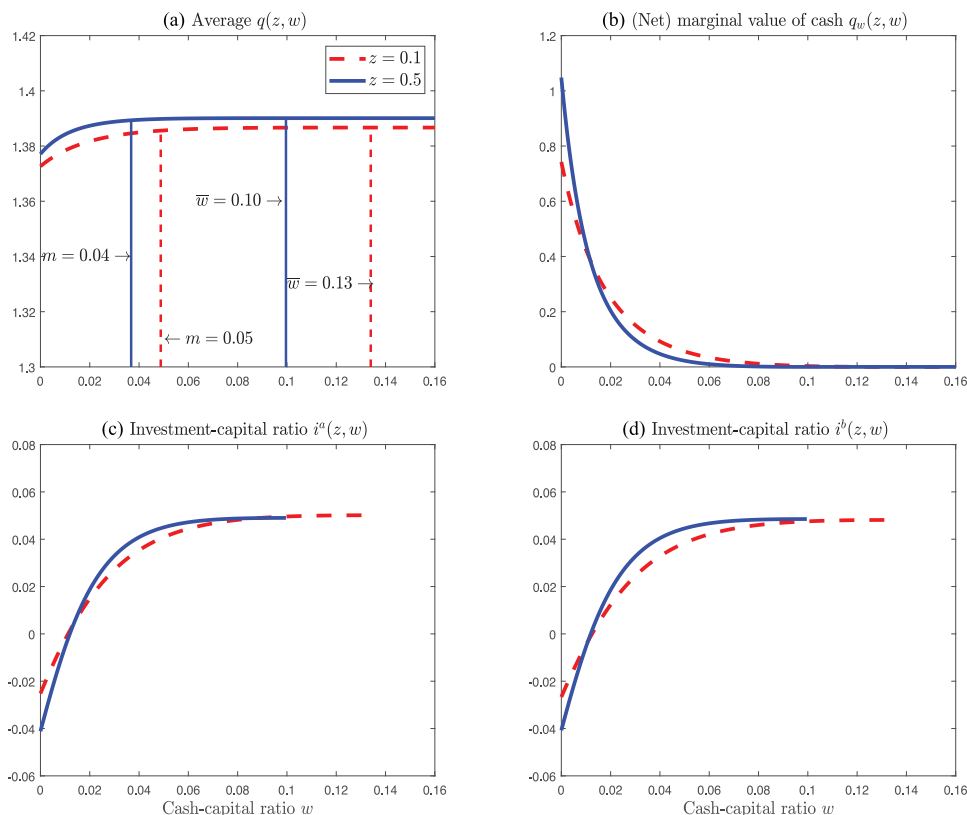 (a) Average q(z, w)
(b) (Net) marginal value of cash q_w(z, w)
1.42
1.4
1.38
1.36
1.34
1.32
1.3
z = 0.1
z = 0.5
w̅ = 0.10→
m = 0.04→
w̅ = 0.13→
← m = 0.05
0 0.02 0.04 0.06 0.08 0.1 0.12 0.14 0.16
1.2
1
0.8
0.6
0.4
0.2
0
0 0.02 0.04 0.06 0.08 0.1 0.12 0.14 0.16
(c) Investment-capital ratio i^a(z, w)
(d) Investment-capital ratio i^b(z, w)
0.08
0.06
0.04
0.02
0
-0.02
-0.04
-0.06
0 0.02 0.04 0.06 0.08 0.1 0.12 0.14 0.16
Cash-capital ratio w
0.08
0.06
0.04
0.02
0
-0.02
-0.04
-0.06
0 0.02 0.04 0.06 0.08 0.1 0.12 0.14 0.16
Cash-capital ratio w